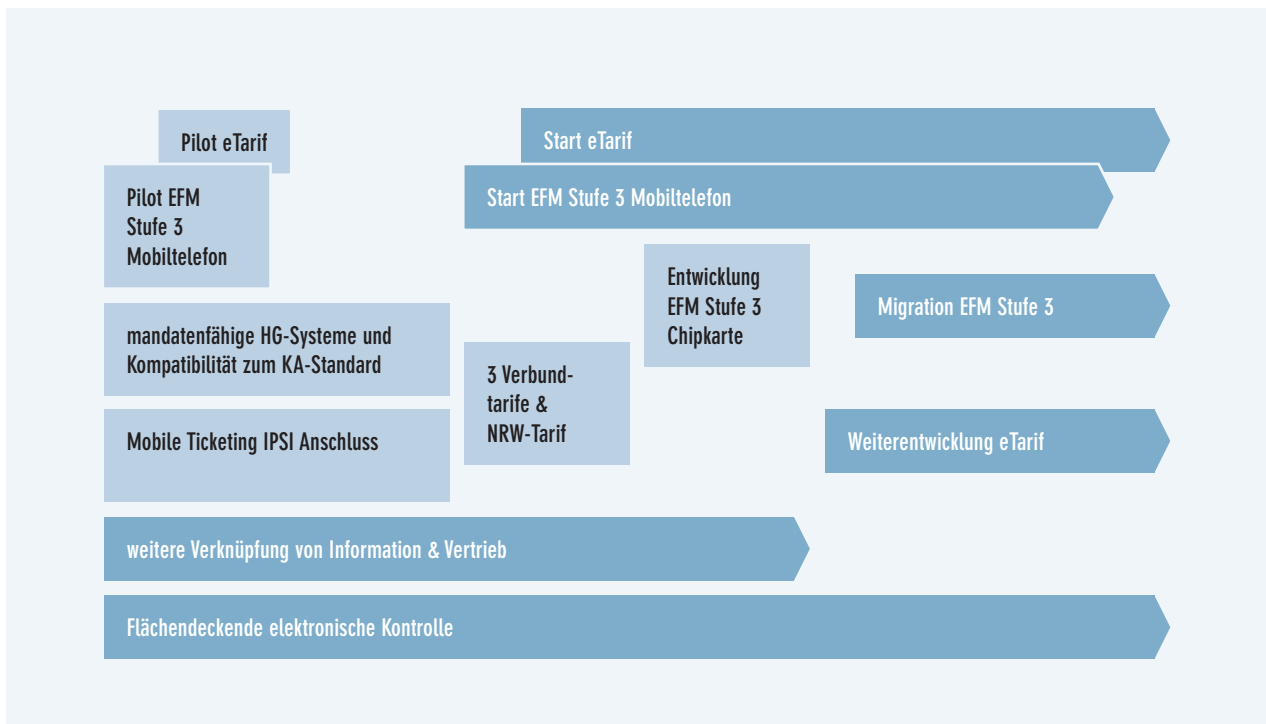 Pilot eTarif
Start eTarif
Pilot EFM
Stufe 3
Mobiltelefon
Start EFM Stufe 3 Mobiltelefon
Entwicklung
EFM Stufe 3
Chipkarte
Migration EFM Stufe 3
mandatenfähige HG-Systeme und
Kompatibilität zum KA-Standard
3 Verbund-
tarife &
NRW-Tarif
Mobile Ticketing IPSI Anschluss
Weiterentwicklung eTarif
weitere Verknüpfung von Information & Vertrieb
Flächendeckende elektronische Kontrolle